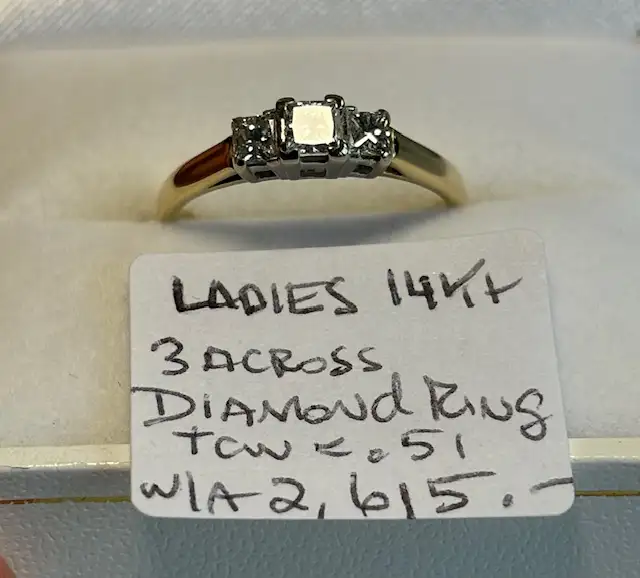 LADIES 14Kt
3 ACROSS
DIAMOND RING
TCW <.51
W/A 2,615.-